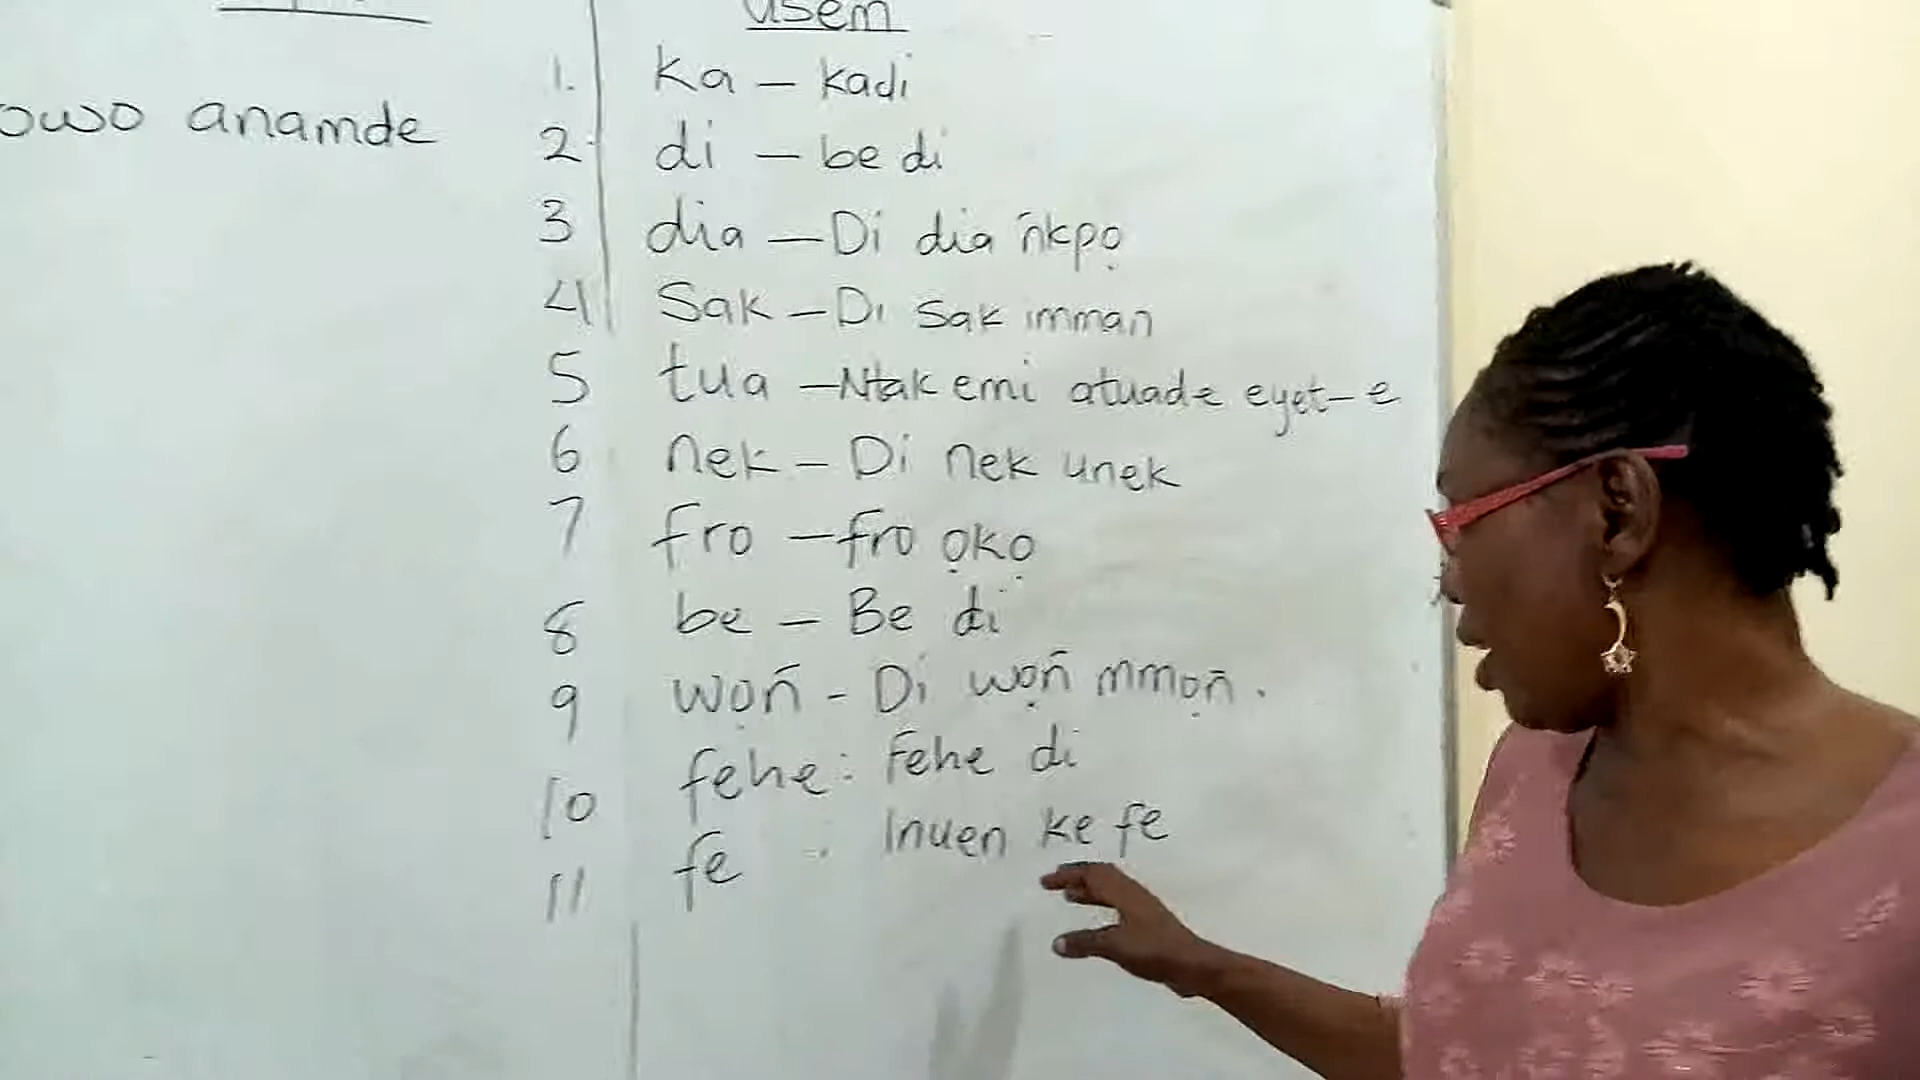 usem
owo anamde
1. ka – kadi
2. di – be di
3 dia – Di dia n̄kpọ
4 Sak – Di sak imman
5 tua – Ntak emi atuade eyet-e
6 nek – Di nek unek
7 fro – fro ọkọ
8 be – Be di
9 wọn̄ - Di wọn̄ mmọn̄.
10 fehe : Fehe di
11 fe : Inuen ke fe